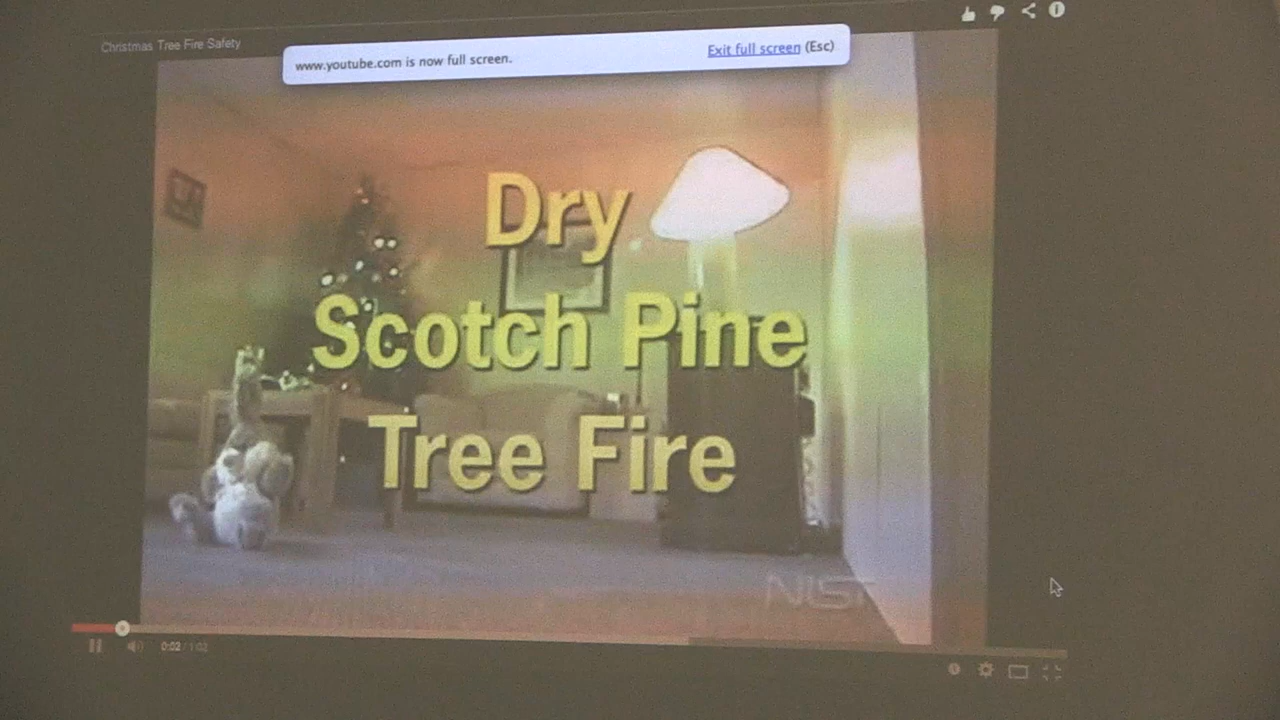 Christmas Tree Fire Safety
www.youtube.com is now full screen.
Exit full screen (Esc)
Dry
Scotch Pine
Tree Fire
NIST
0:02 / 1:02